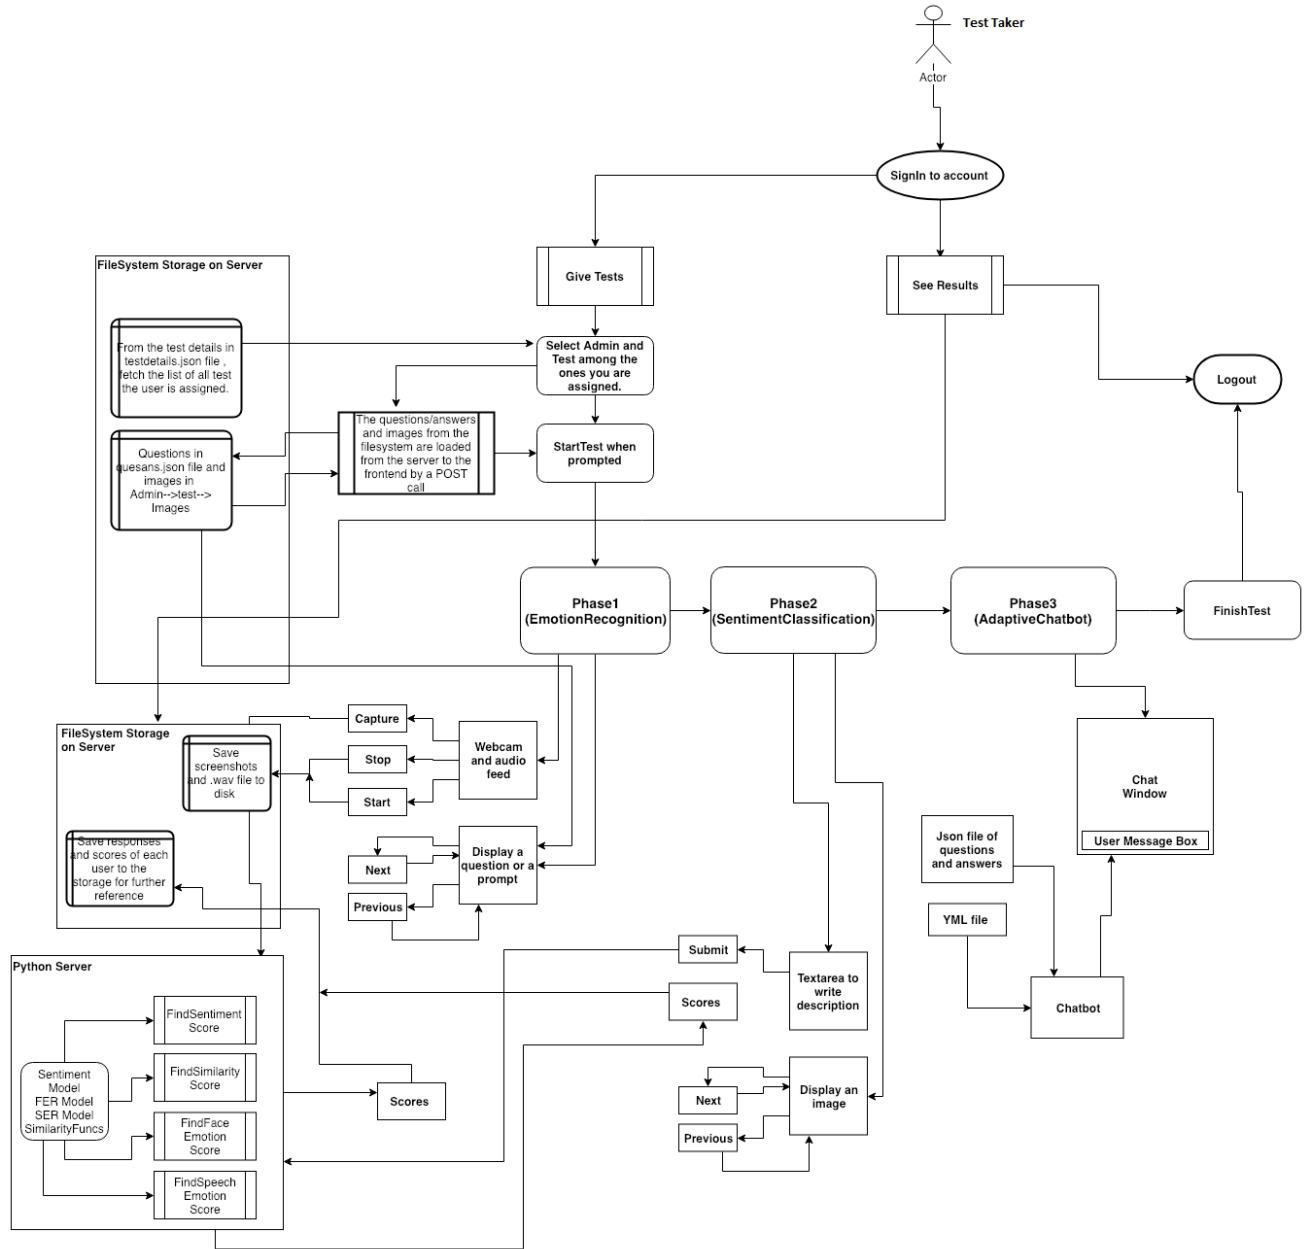 Test Taker
Actor
SignIn to account
Give Tests
See Results
FileSystem Storage on Server
From the test details in
testdetails.json file ,
fetch the list of all test
the user is assigned.
Select Admin and
Test among the
ones you are
assigned.
Logout
Questions in
quesans.json file and
images in
Admin-->test-->
Images
The questions/answers
and images from the
filesystem are loaded
from the server to the
frontend by a POST
call
StartTest when
prompted
Phase1
(EmotionRecognition)
Phase2
(SentimentClassification)
Phase3
(AdaptiveChatbot)
FinishTest
FileSystem Storage
on Server
Save
screenshots
and .wav file to
disk
Capture
Stop
Start
Webcam
and audio
feed
Chat
Window
User Message Box
Save responses
and scores of each
user to the
storage for further
reference
Next
Previous
Display a
question or a
prompt
Json file of
questions
and answers
YML file
Chatbot
Submit
Textarea to
write
description
Scores
Python Server
FindSentiment
Score
FindSimilarity
Score
FindFace
Emotion
Score
FindSpeech
Emotion
Score
Sentiment
Model
FER Model
SER Model
SimilarityFuncs
Scores
Next
Previous
Display an
image